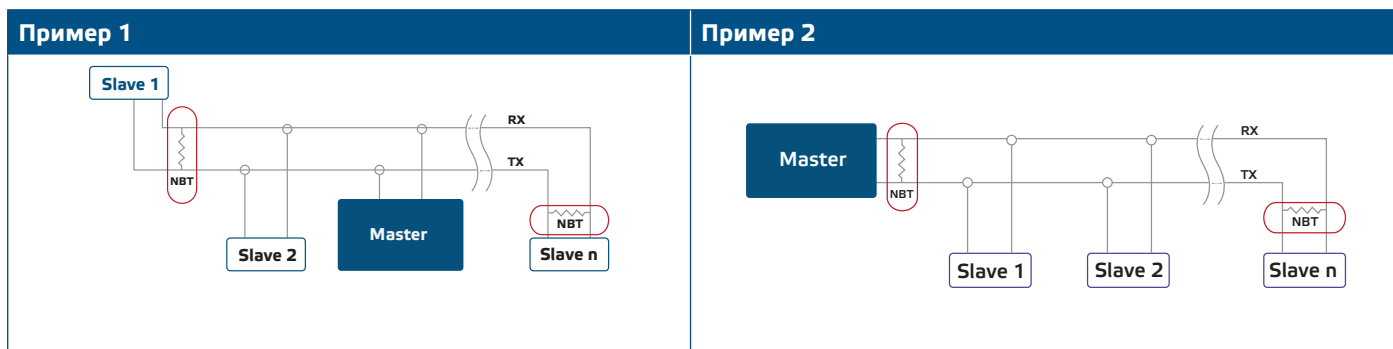 Пример 1
Slave 1
RX
TX
NBT
NBT
Master
Slave 2
Slave n
Пример 2
RX
Master
TX
NBT
NBT
Slave 1
Slave 2
Slave n